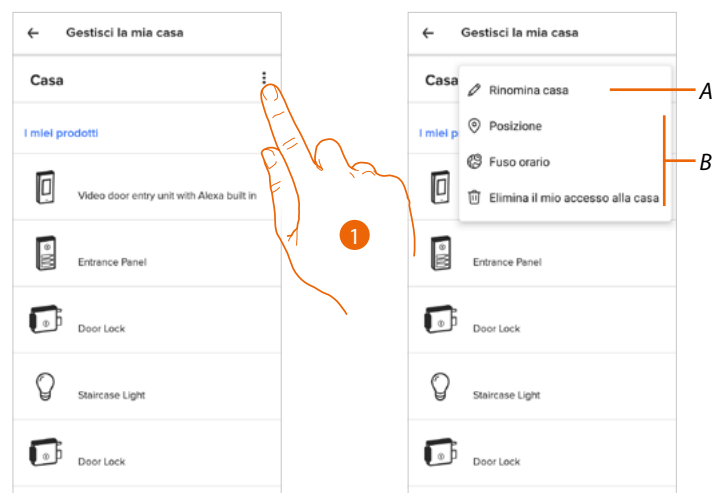 Gestisci la mia casa
Casa
I miei prodotti
Video door entry unit with Alexa built in
Entrance Panel
Door Lock
Staircase Light
Door Lock
1
Gestisci la mia casa
Casa
Rinomina casa
A
I miei p
Posizione
Fuso orario
B
Elimina il mio accesso alla casa
Entrance Panel
Door Lock
Staircase Light
Door Lock